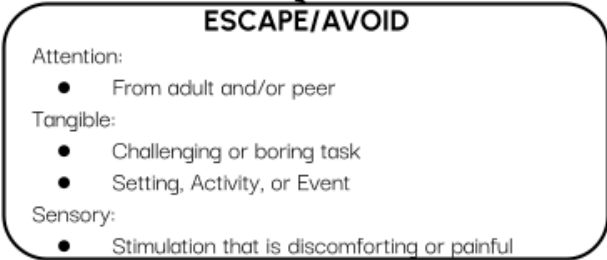 ESCAPE/AVOID
Attention:
● From adult and/or peer
Tangible:
● Challenging or boring task
● Setting, Activity, or Event
Sensory:
● Stimulation that is discomforting or painful